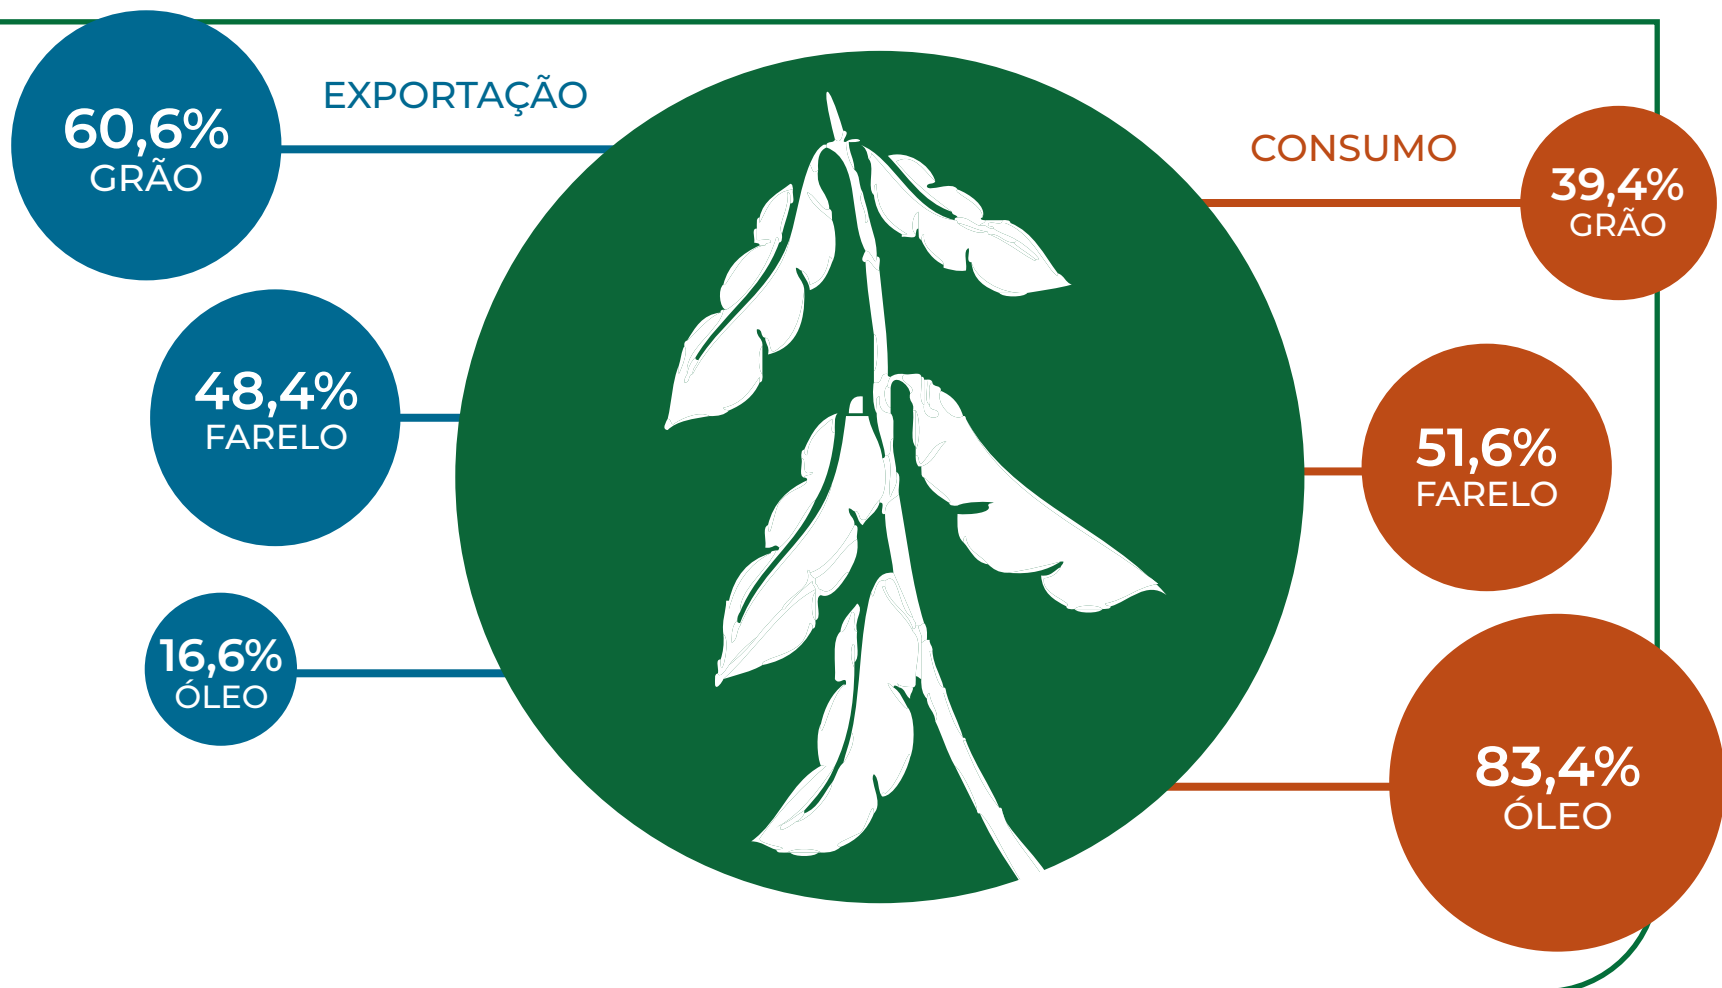 EXPORTAÇÃO
60,6%
GRÃO
48,4%
FARELO
16,6%
ÓLEO
CONSUMO
39,4%
GRÃO
51,6%
FARELO
83,4%
ÓLEO